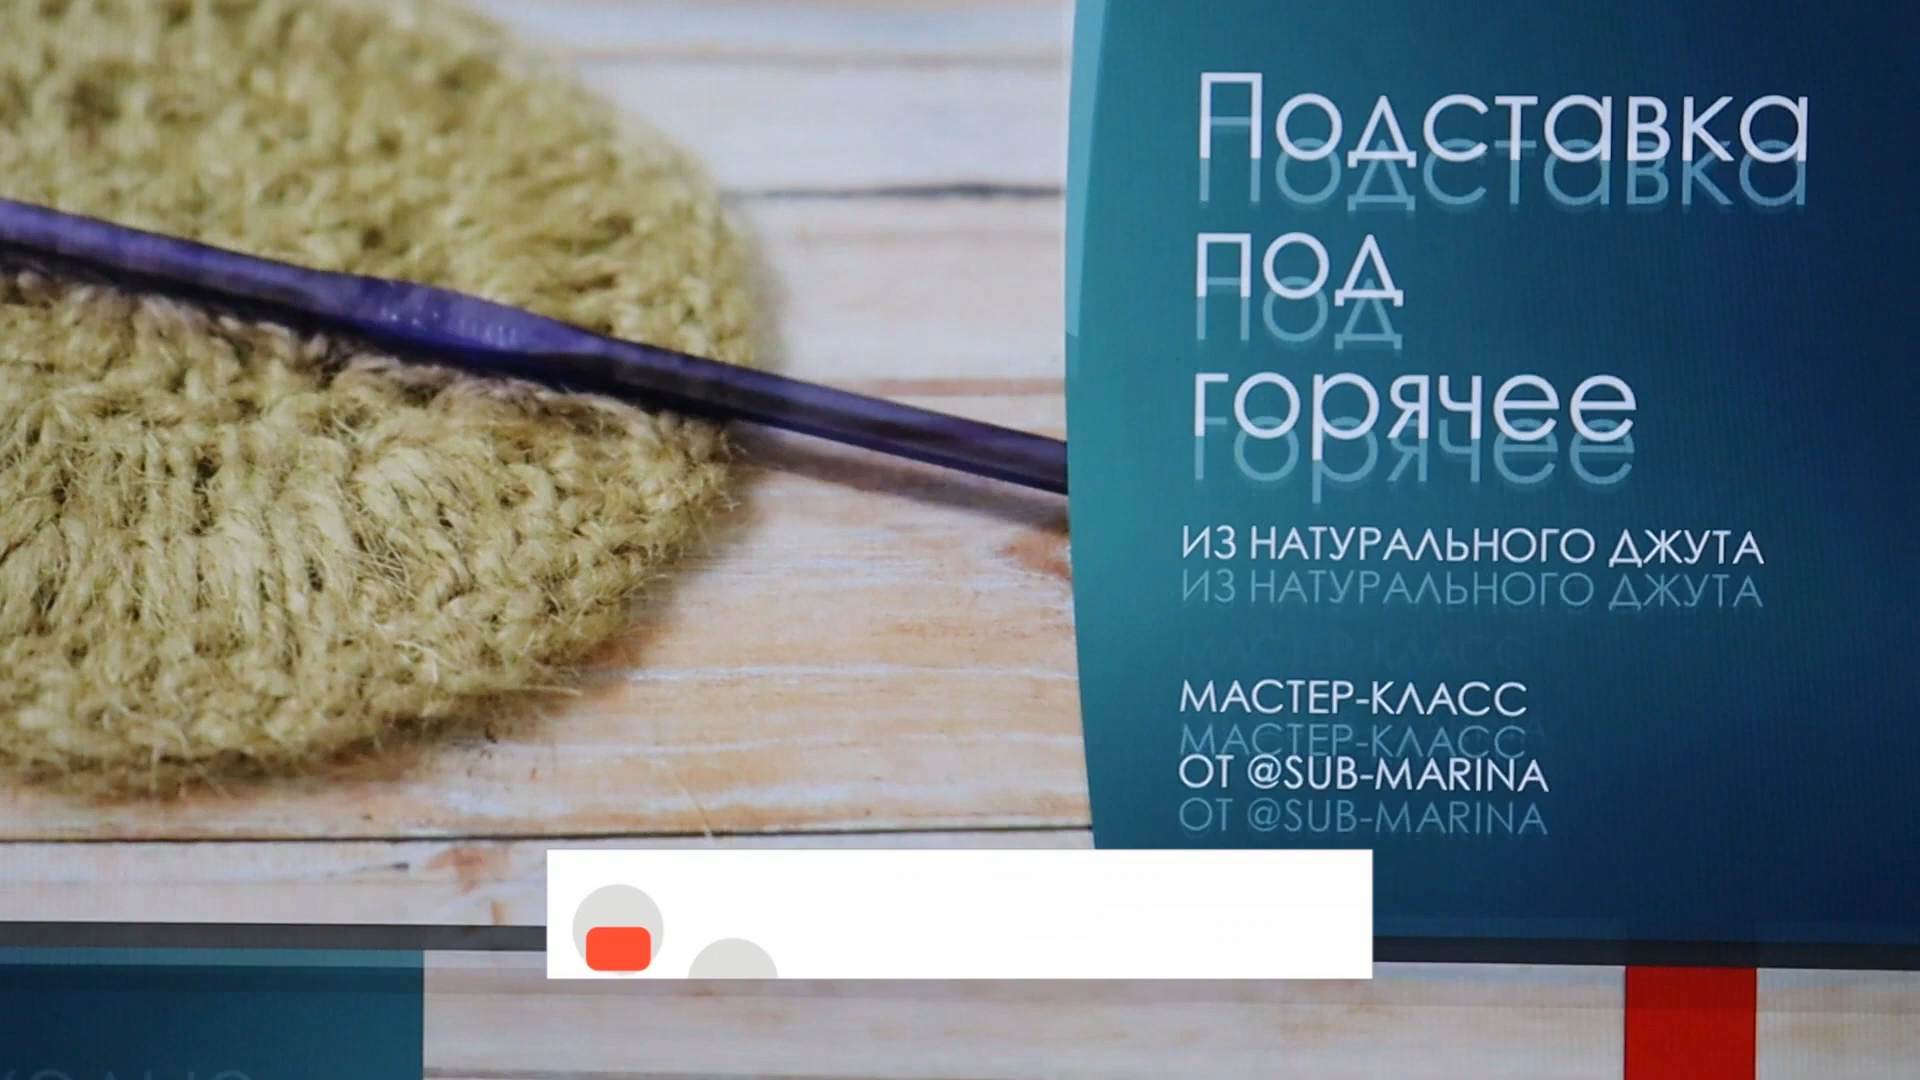 Подставка
под
горячее
ИЗ НАТУРАЛЬНОГО ДЖУТА
МАСТЕР-КЛАСС
ОТ @SUB-MARINA